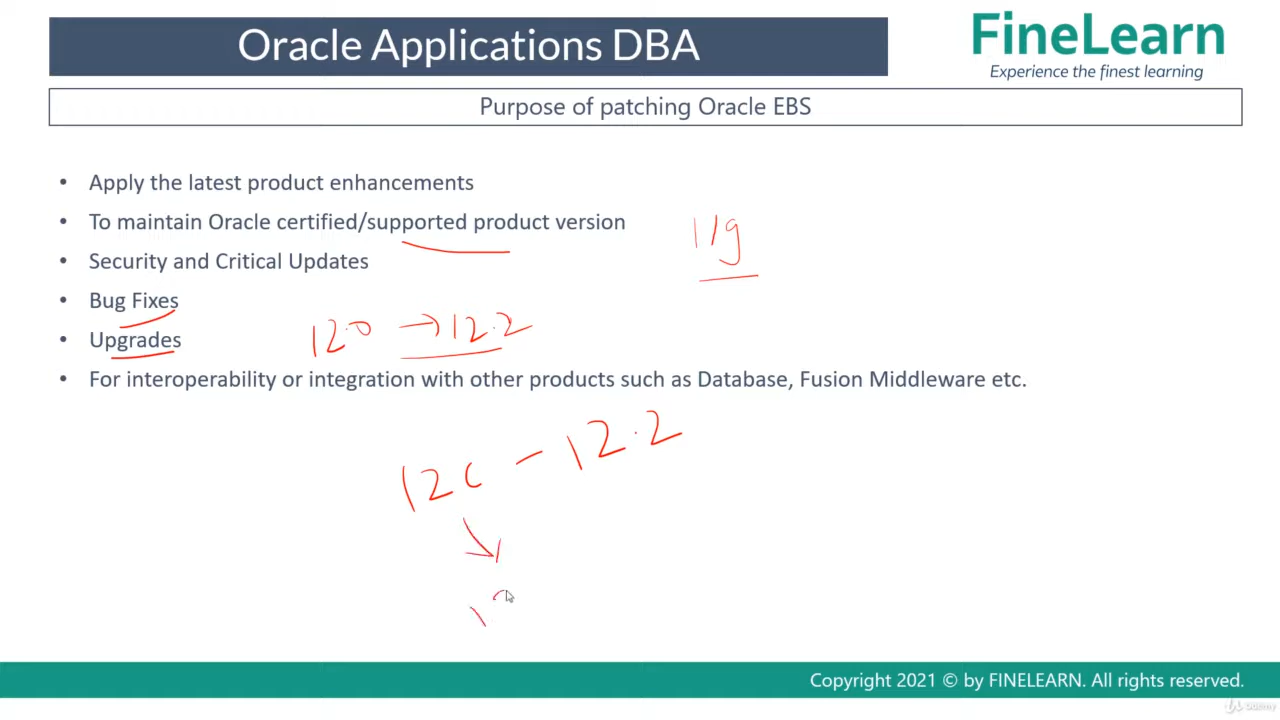 Oracle Applications DBA
FineLearn
Experience the finest learning
Purpose of patching Oracle EBS
• Apply the latest product enhancements
• To maintain Oracle certified/supported product version
11g
• Security and Critical Updates
• Bug Fixes
• Upgrades
12.0 → 12.2
• For interoperability or integration with other products such as Database, Fusion Middleware etc.
12c - 12.2
Copyright 2021 © by FINELEARN. All rights reserved.
Udemy